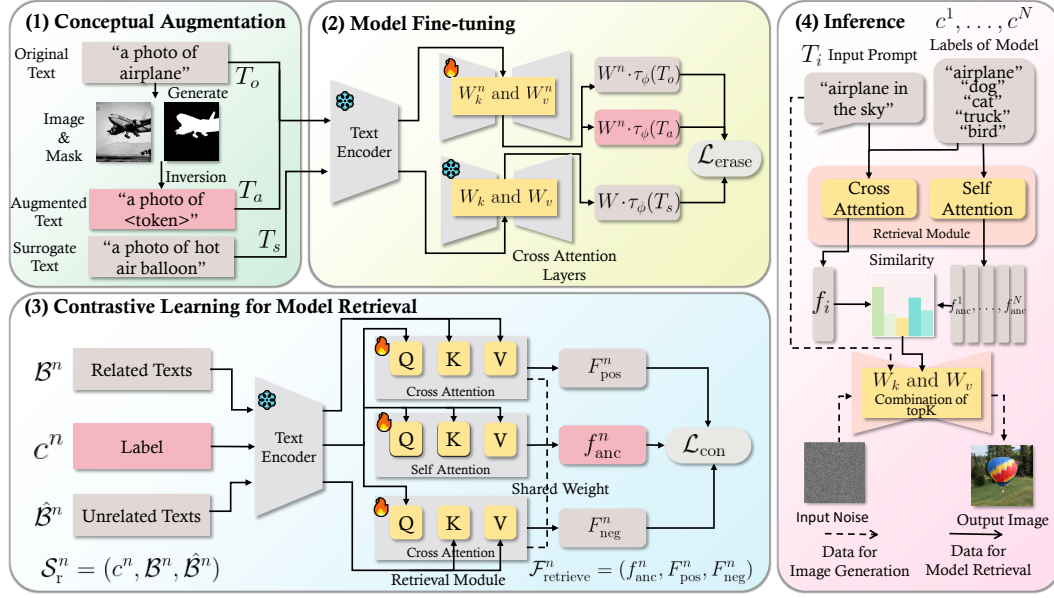 (1) Conceptual Augmentation
Original
Text
“a photo of
airplane”
T_o
Generate
Image
&
Mask
Inversion
Augmented
Text
“a photo of
<token>”
T_a
Surrogate
Text
“a photo of hot
air balloon”
T_s
(2) Model Fine-tuning
Text
Encoder
W_k^n and W_v^n
W_k and W_v
Cross Attention
Layers
W^n·τ_ϕ(T_o)
W^n·τ_ϕ(T_a)
W·τ_ϕ(T_s)
ℒ_erase
(3) Contrastive Learning for Model Retrieval
ℬ^n
Related Texts
c^n
Label
ℬ̂^n
Unrelated Texts
Text
Encoder
Q K V
Cross Attention
Q K V
Self Attention
Shared Weight
Q K V
Cross Attention
Retrieval Module
F_pos^n
f_anc^n
F_neg^n
ℒ_con
𝒮_r^n = (c^n, ℬ^n, ℬ̂^n)
ℱ_retrieve^n = (f_anc^n, F_pos^n, F_neg^n)
(4) Inference
c^1, . . . , c^N
T_i Input Prompt
Labels of Model
“airplane in
the sky”
“airplane”
“dog”
“cat”
“truck”
“bird”
Cross
Attention
Self
Attention
Retrieval Module
Similarity
f_i
f_anc^1, . . . , f_anc^N
W_k and W_v
Combination of
topK
Input Noise
Output Image
Data for
Image Generation
Data for
Model Retrieval